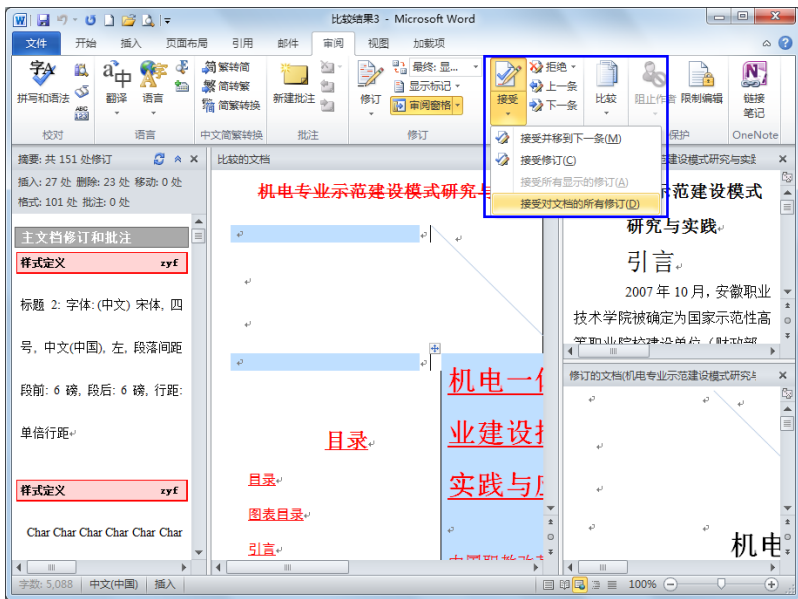 比较结果3 - Microsoft Word
文件 开始 插入 页面布局 引用 邮件 审阅 视图 加载项
拼写和语法
ABC
123
校对
翻译
语言
语言
简 繁转简
繁 简转繁
简繁转换
中文简繁转换
新建批注
批注
修订
最终: 显...
显示标记
审阅窗格
修订
接受
拒绝
上一条
下一条
比较
阻止作者
限制编辑
保护
链接
笔记
OneNote
接受并移到下一条(M)
接受修订(C)
接受所有显示的修订(A)
接受对文档的所有修订(D)
摘要: 共 151 处修订
插入: 27 处 删除: 23 处 移动: 0 处
格式: 101 处 批注: 0 处
主文档修订和批注
样式定义 zyf
标题 2: 字体: (中文) 宋体, 四
号, 中文(中国), 左, 段落间距
段前: 6 磅, 段后: 6 磅, 行距:
单倍行距
样式定义 zyf
Char Char Char Char Char Char
比较的文档
机电专业示范建设模式研究与
目录
目录
图表目录
引言
机电一
业建设
实践与
建设模式研究与实
示范建设模式
研究与实践
引言
2007 年 10 月, 安徽职业
技术学院被确定为国家示范性高
修订的文档(机电专业示范建设模式研究
机电
字数: 5,088 中文(中国) 插入 100%